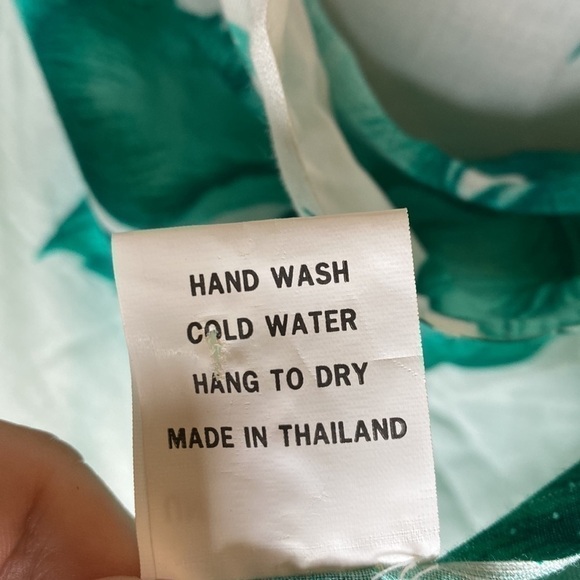 HAND WASH
COLD WATER
HANG TO DRY
MADE IN THAILAND